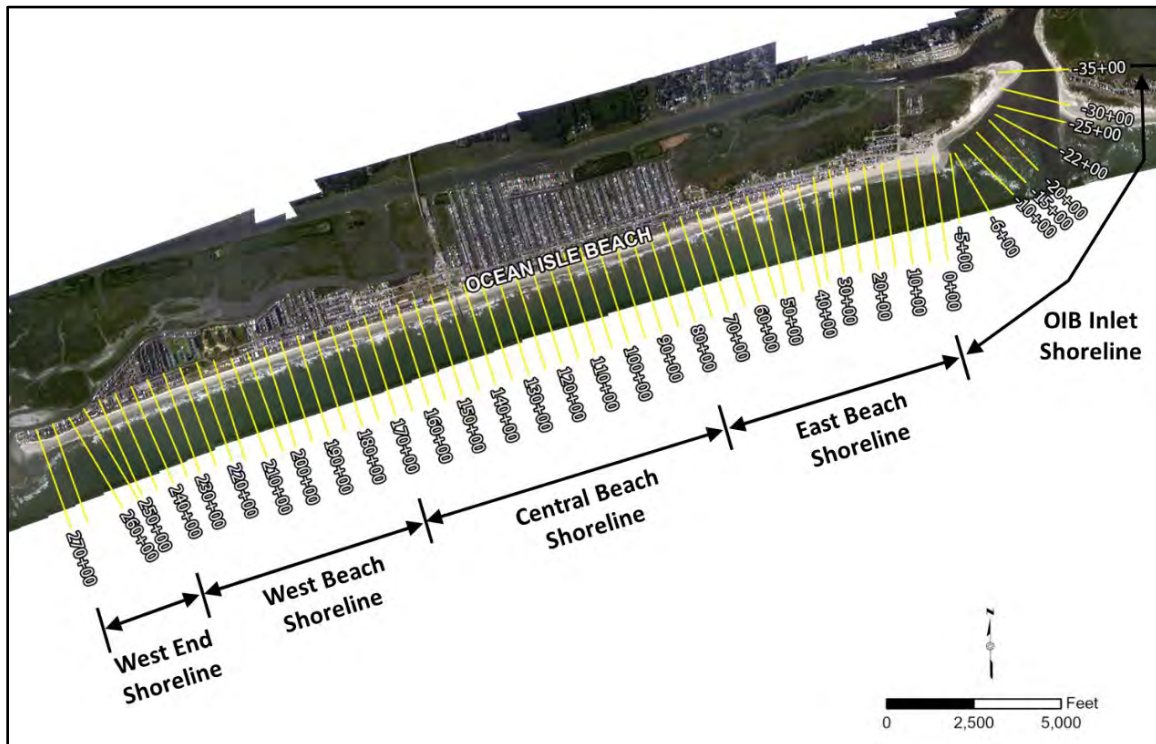 -35+00
-30+00
-25+00
-22+00
-20+00
-15+00
-10+00
-6+00
-5+00
0+00
10+00
20+00
30+00
40+00
50+00
60+00
70+00
80+00
90+00
100+00
110+00
120+00
130+00
140+00
150+00
160+00
170+00
180+00
190+00
200+00
210+00
220+00
230+00
240+00
250+00
260+00
270+00
OCEAN ISLE BEACH
OIB Inlet
Shoreline
East Beach
Shoreline
Central Beach
Shoreline
West Beach
Shoreline
West End
Shoreline
N
Feet
0 2,500 5,000